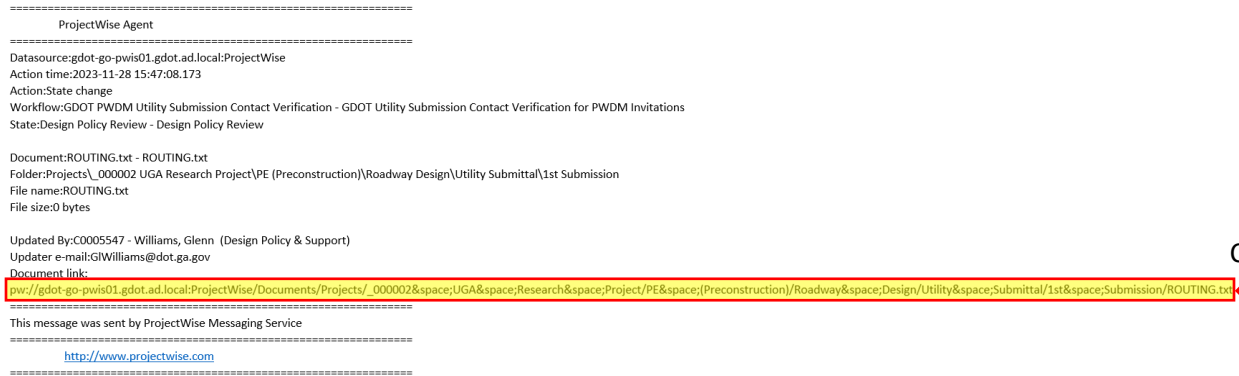 ================================================================
ProjectWise Agent
================================================================
Datasource:gdot-go-pwis01.gdot.ad.local:ProjectWise
Action time:2023-11-28 15:47:08.173
Action:State change
Workflow:GDOT PWDM Utility Submission Contact Verification - GDOT Utility Submission Contact Verification for PWDM Invitations
State:Design Policy Review - Design Policy Review
Document:ROUTING.txt - ROUTING.txt
Folder:Projects\_000002 UGA Research Project\PE (Preconstruction)\Roadway Design\Utility Submittal\1st Submission
File name:ROUTING.txt
File size:0 bytes
Updated By:C0005547 - Williams, Glenn  (Design Policy & Support)
Updater e-mail:GlWilliams@dot.ga.gov
Document link:
pw://gdot-go-pwis01.gdot.ad.local:ProjectWise/Documents/Projects/_000002&space;UGA&space;Research&space;Project/PE&space;(Preconstruction)/Roadway&space;Design/Utility&space;Submittal/1st&space;Submission/ROUTING.txt
================================================================
This message was sent by ProjectWise Messaging Service
================================================================
http://www.projectwise.com
================================================================